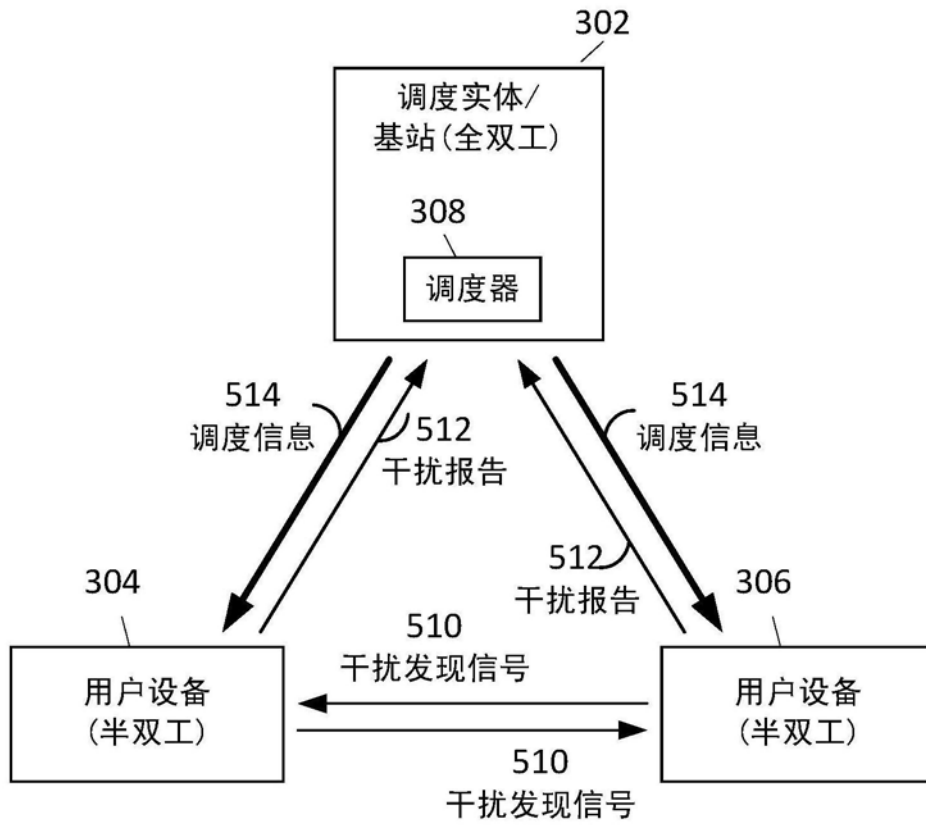 302
调度实体/
基站(全双工)
308
调度器
514
调度信息
512
干扰报告
514
调度信息
512
干扰报告
304
用户设备
(半双工)
306
用户设备
(半双工)
510
干扰发现信号
510
干扰发现信号